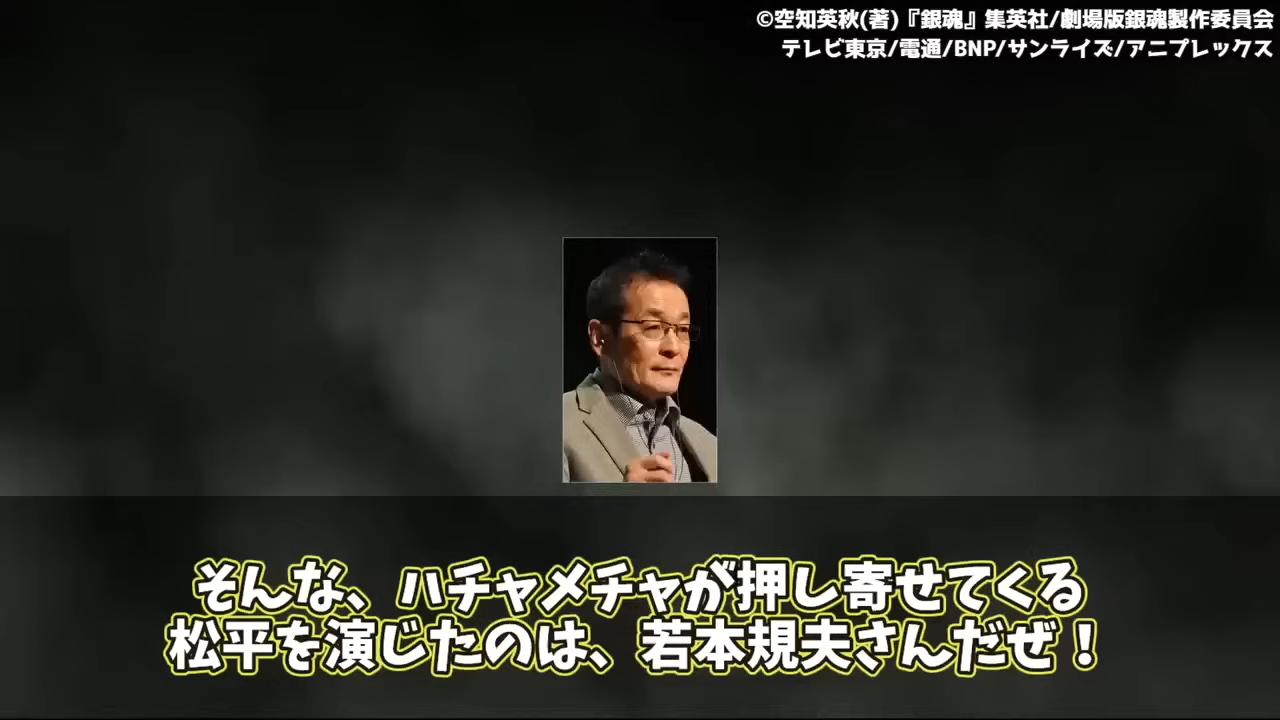 ©空知英秋(著)『銀魂』集英社/劇場版銀魂製作委員会
テレビ東京/電通/BNP/サンライズ/アニプレックス
そんな、ハチャメチャが押し寄せてくる
松平を演じたのは、若本規夫さんだぜ！